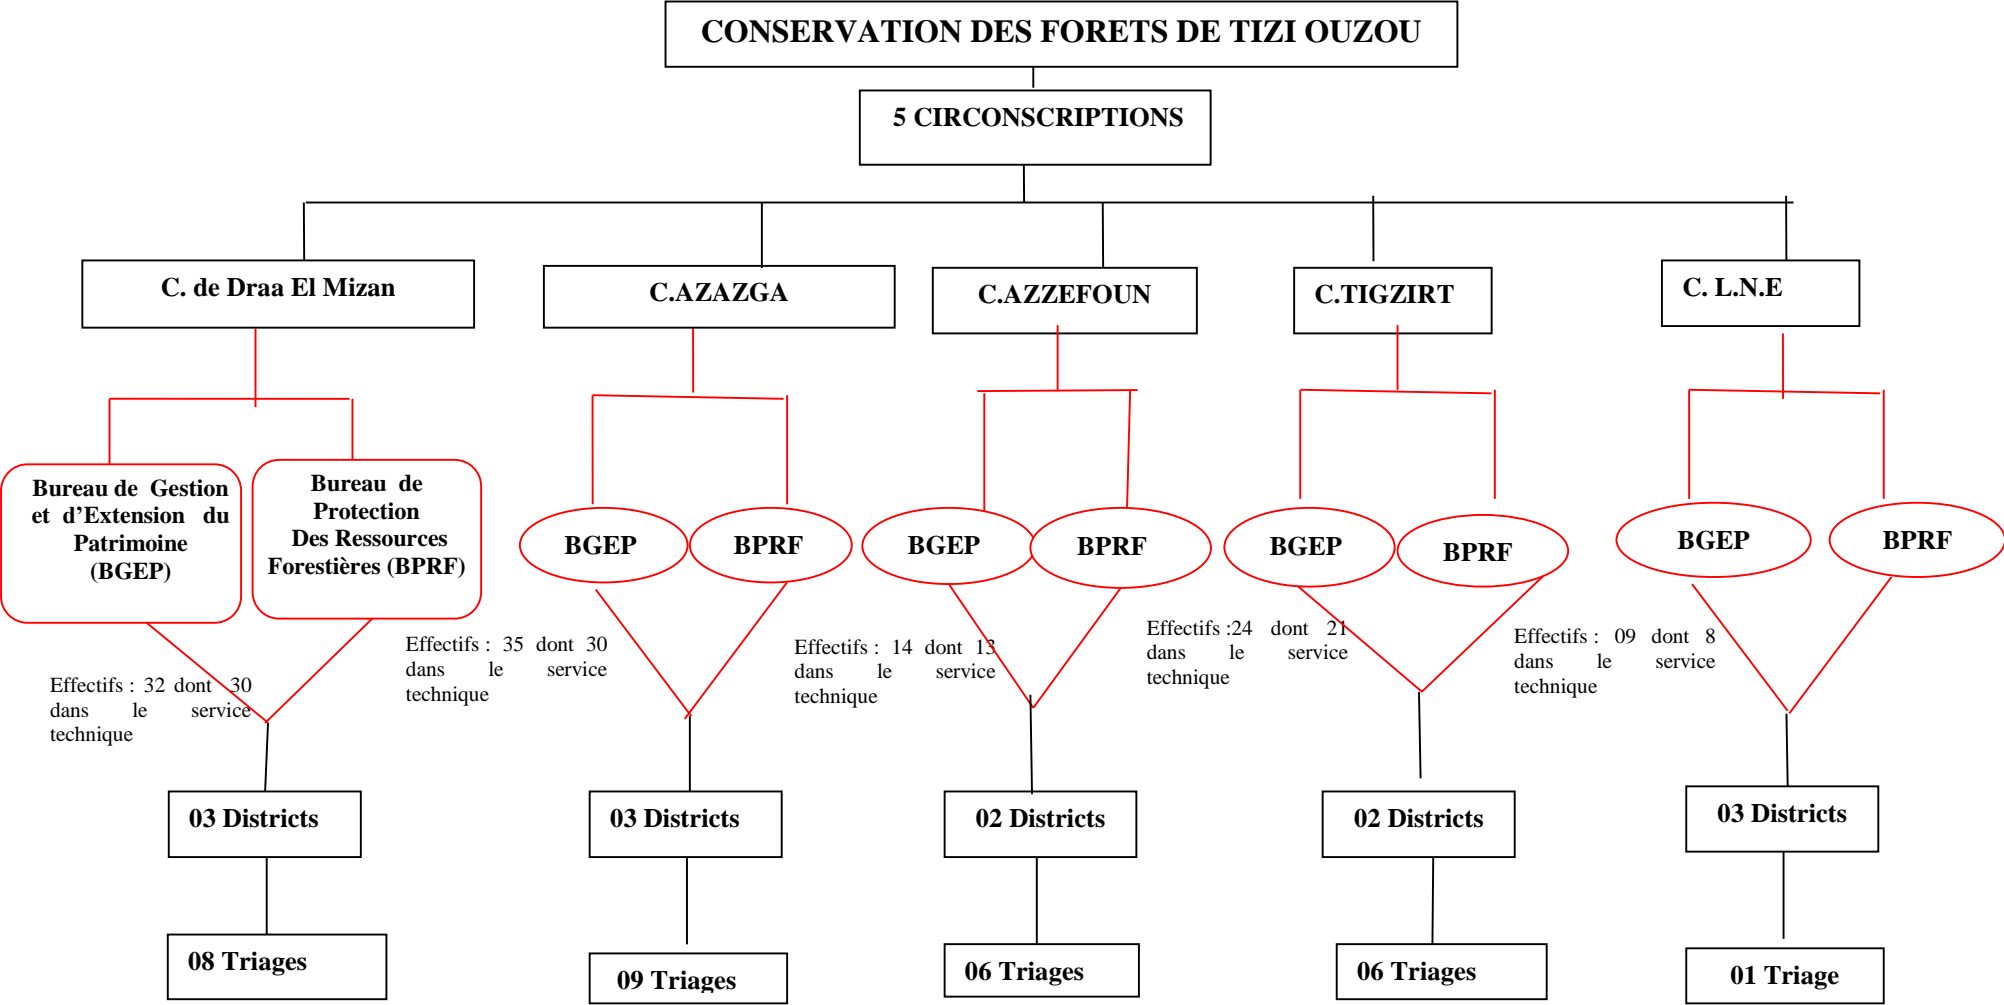 CONSERVATION DES FORETS DE TIZI OUZOU
5 CIRCONSCRIPTIONS
C. de Draa El Mizan
C.AZAZGA
C.AZZEFOUN
C.TIGZIRT
C. L.N.E
Bureau de Gestion
et d’Extension du
Patrimoine
(BGEP)
Bureau de
Protection
Des Ressources
Forestières (BPRF)
BGEP
BPRF
BGEP
BPRF
BGEP
BPRF
BGEP
BPRF
Effectifs : 32 dont 30
dans le service
technique
Effectifs : 35 dont 30
dans le service
technique
Effectifs : 14 dont 13
dans le service
technique
Effectifs :24 dont 21
dans le service
technique
Effectifs : 09 dont 8
dans le service
technique
03 Districts
03 Districts
02 Districts
02 Districts
03 Districts
08 Triages
09 Triages
06 Triages
06 Triages
01 Triage